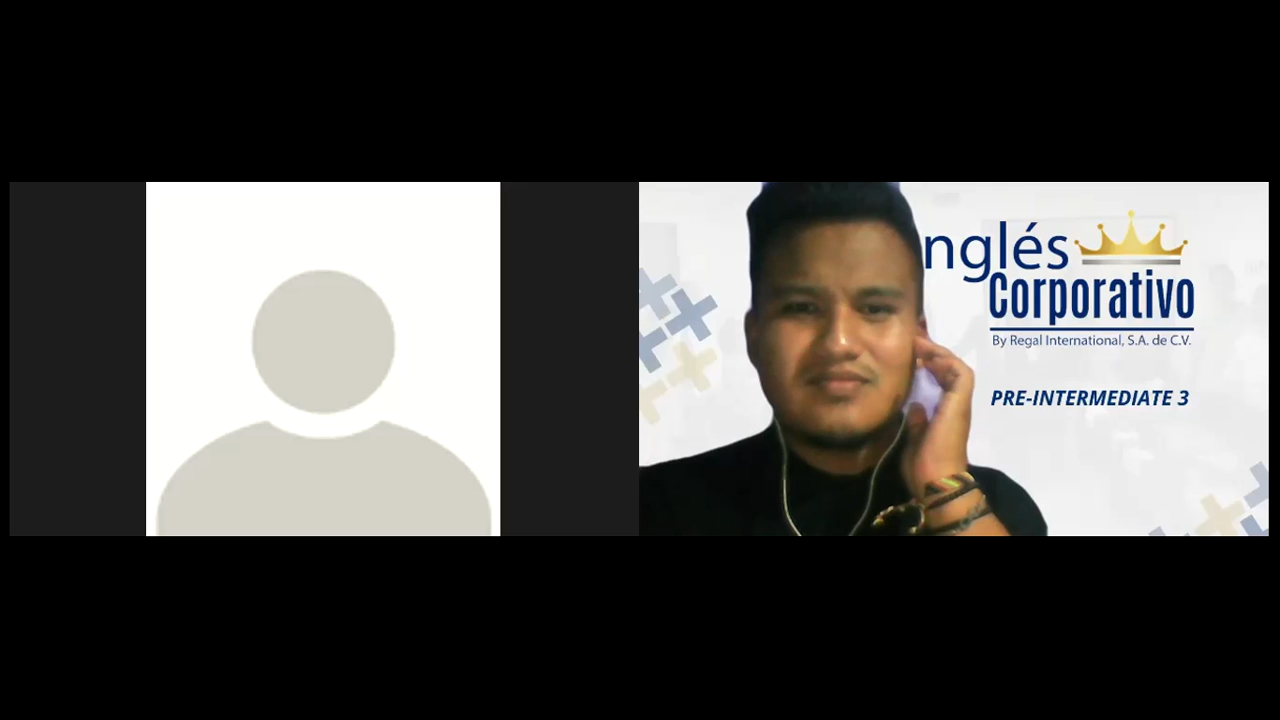 nglés
Corporativo
By Regal International, S.A. de C.V.
PRE-INTERMEDIATE 3